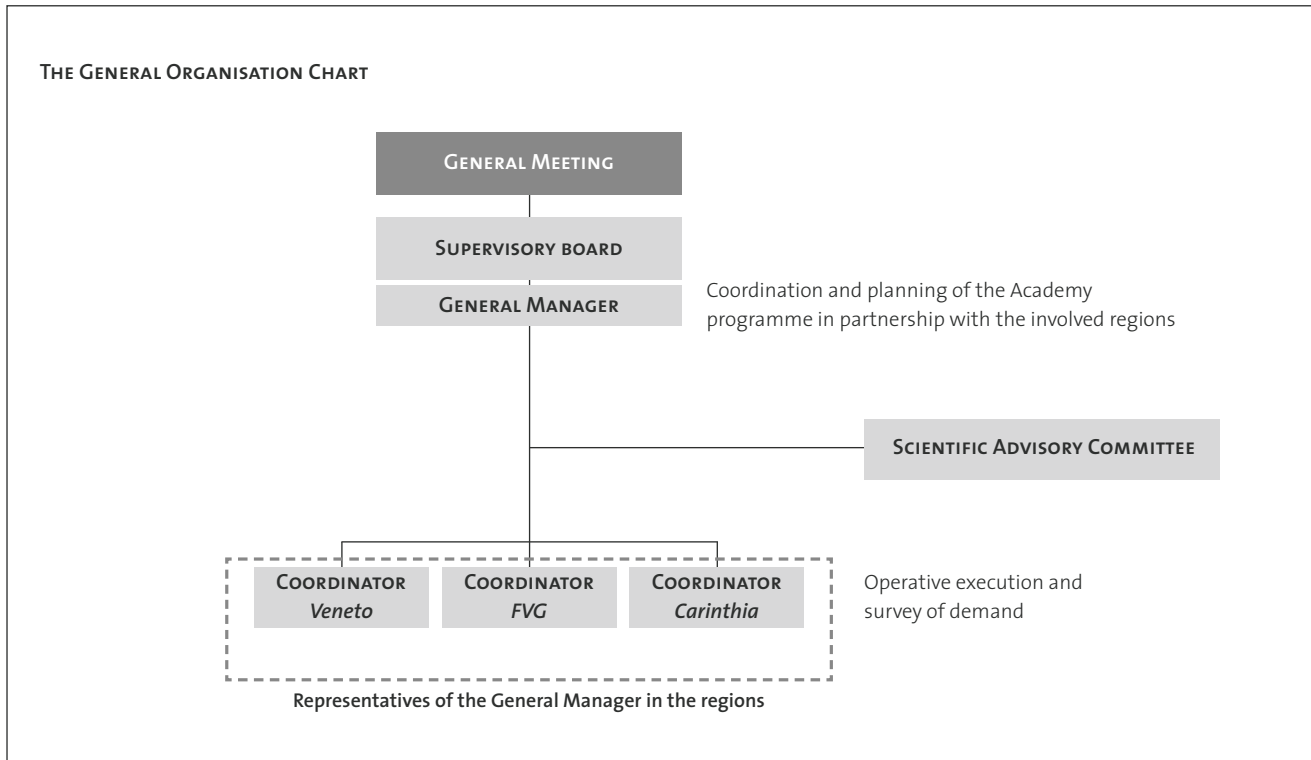 The General Organisation Chart
General Meeting
Supervisory board
General Manager
Coordination and planning of the Academy
programme in partnership with the involved regions
Scientific Advisory Committee
Coordinator
Veneto
Coordinator
FVG
Coordinator
Carinthia
Operative execution and
survey of demand
Representatives of the General Manager in the regions